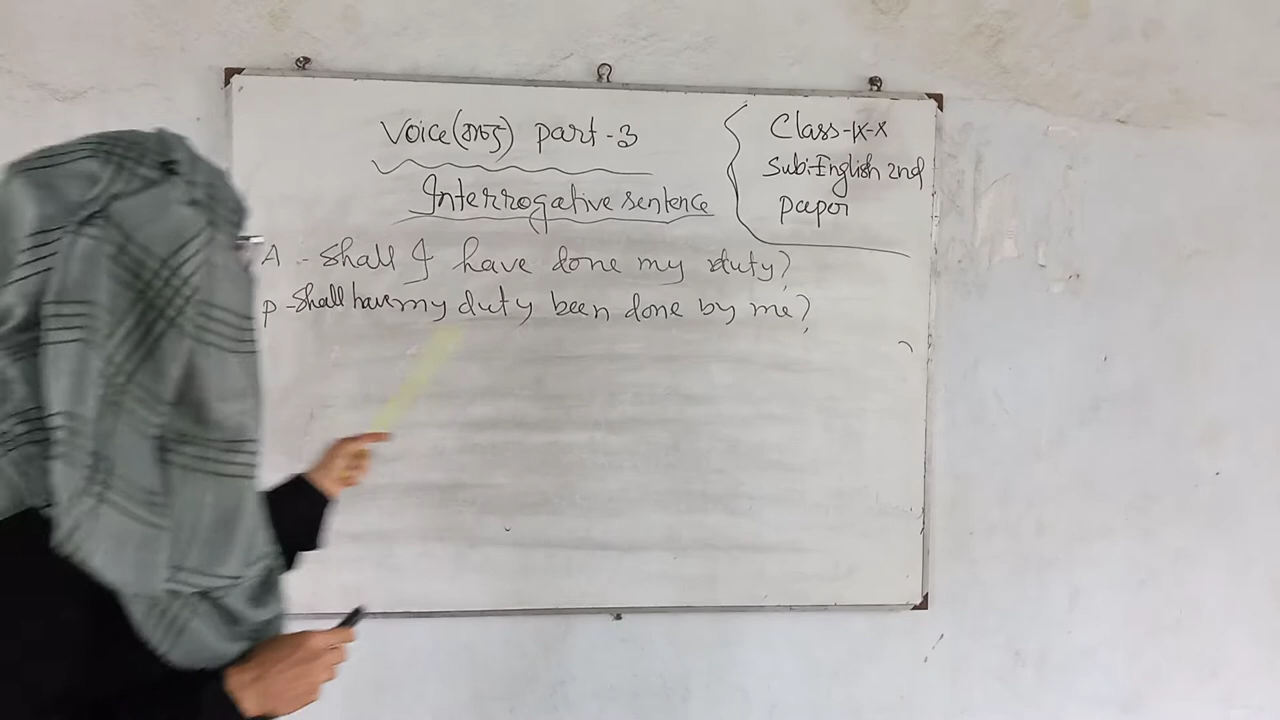 Voice (বাচ্য) part-3
Interrogative sentence
Class-IX-X
Sub:English 2nd
paper
A - Shall I have done my duty?
P - Shall have my duty been done by me?